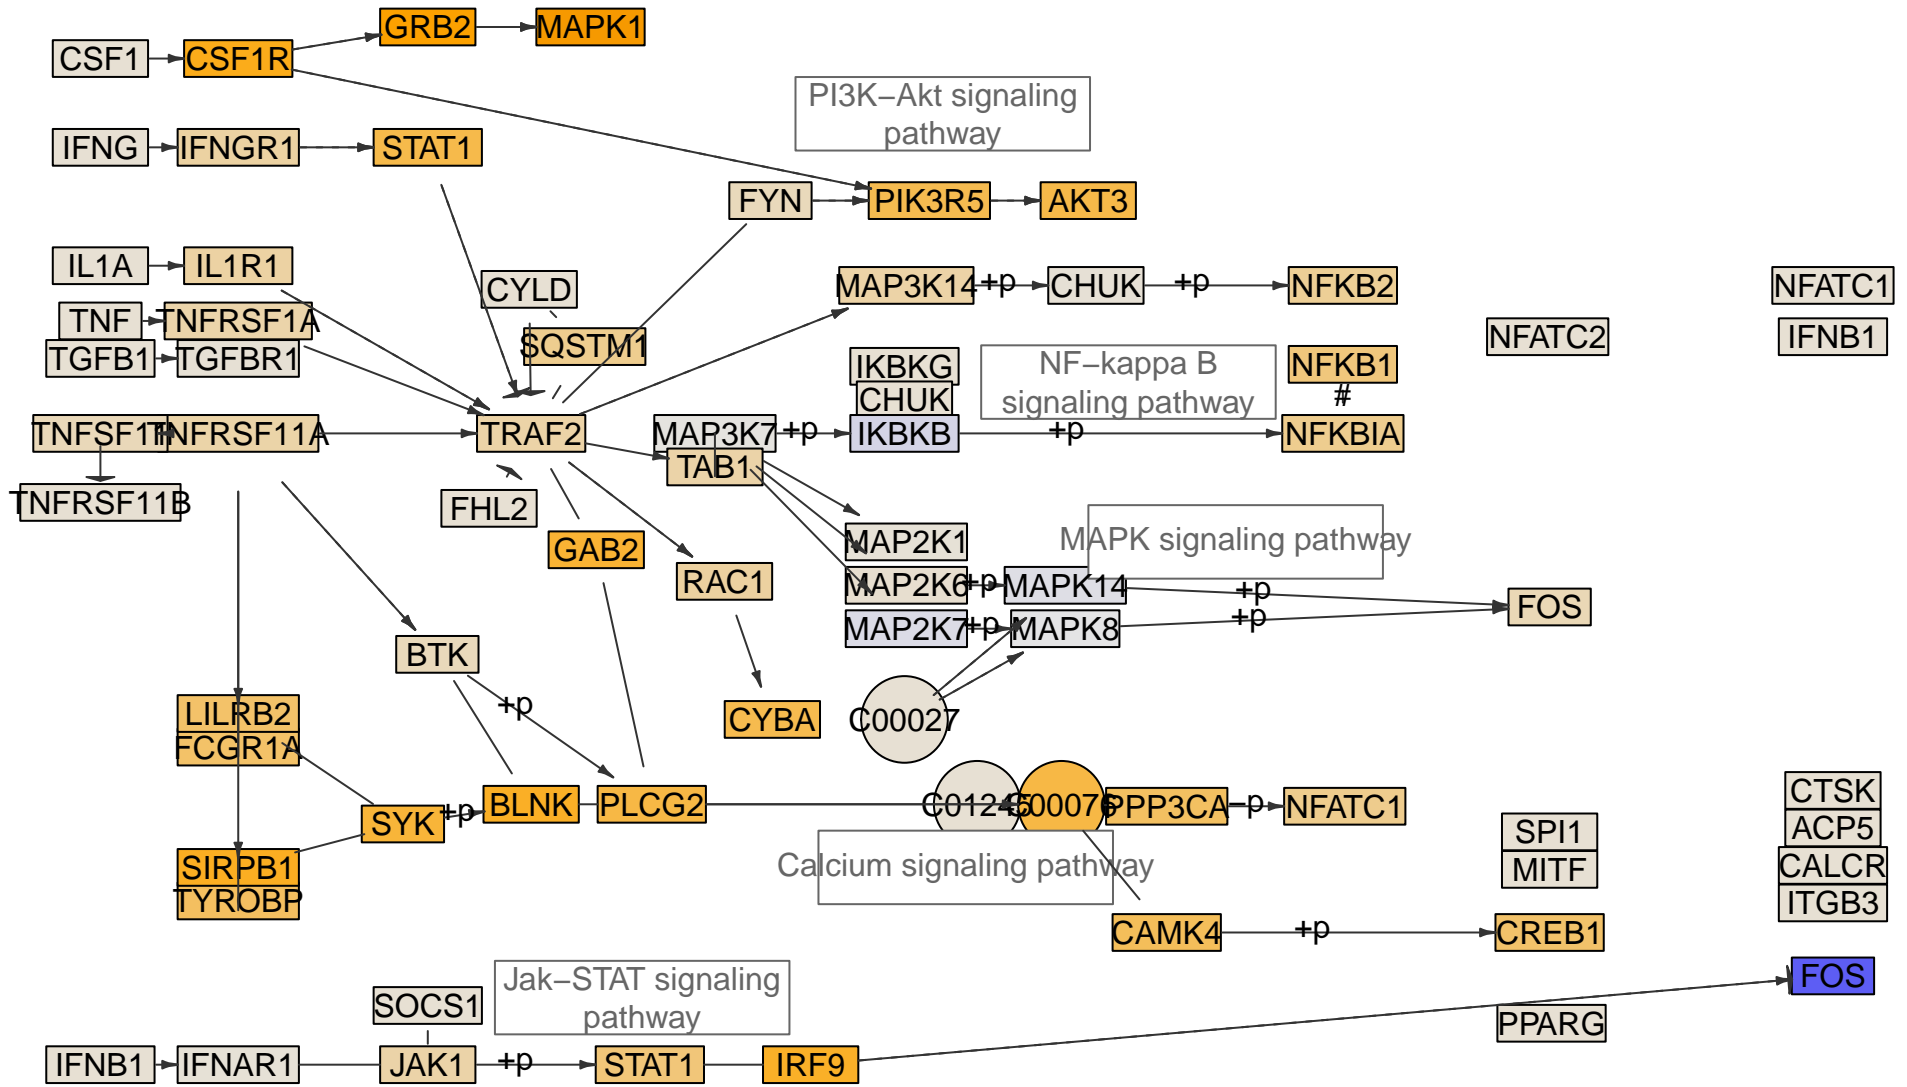 GRB2
MAPK1
CSF1
CSF1R
PI3K–Akt signaling
pathway
IFNG
IFNGR1
STAT1
FYN
PIK3R5
AKT3
IL1A
IL1R1
CYLD
MAP3K14
+p
CHUK
+p
NFKB2
NFATC1
TNF
TNFRSF1A
SQSTM1
NFATC2
IFNB1
TGFB1
TGFBR1
IKBKG
NF–kappa B
signaling pathway
NFKB1
CHUK
#
TNFRSF11A
TRAF2
MAP3K7
+p
IKBKB
+p
NFKBIA
TAB1
TNFRSF11B
FHL2
GAB2
MAP2K1
MAPK signaling pathway
RAC1
MAP2K6
+p
MAPK14
+p
FOS
MAP2K7
+p
MAPK8
+p
BTK
+p
LILRB2
CYBA
C00027
FCGR1A
CTSK
SYK
+p
BLNK
PLCG2
C01245
C00076
PPP3CA
–p
NFATC1
SPI1
ACP5
SIRPB1
Calcium signaling pathway
MITF
CALCR
TYROBP
ITGB3
CAMK4
+p
CREB1
Jak–STAT signaling
pathway
FOS
SOCS1
PPARG
IFNB1
IFNAR1
JAK1
+p
STAT1
IRF9